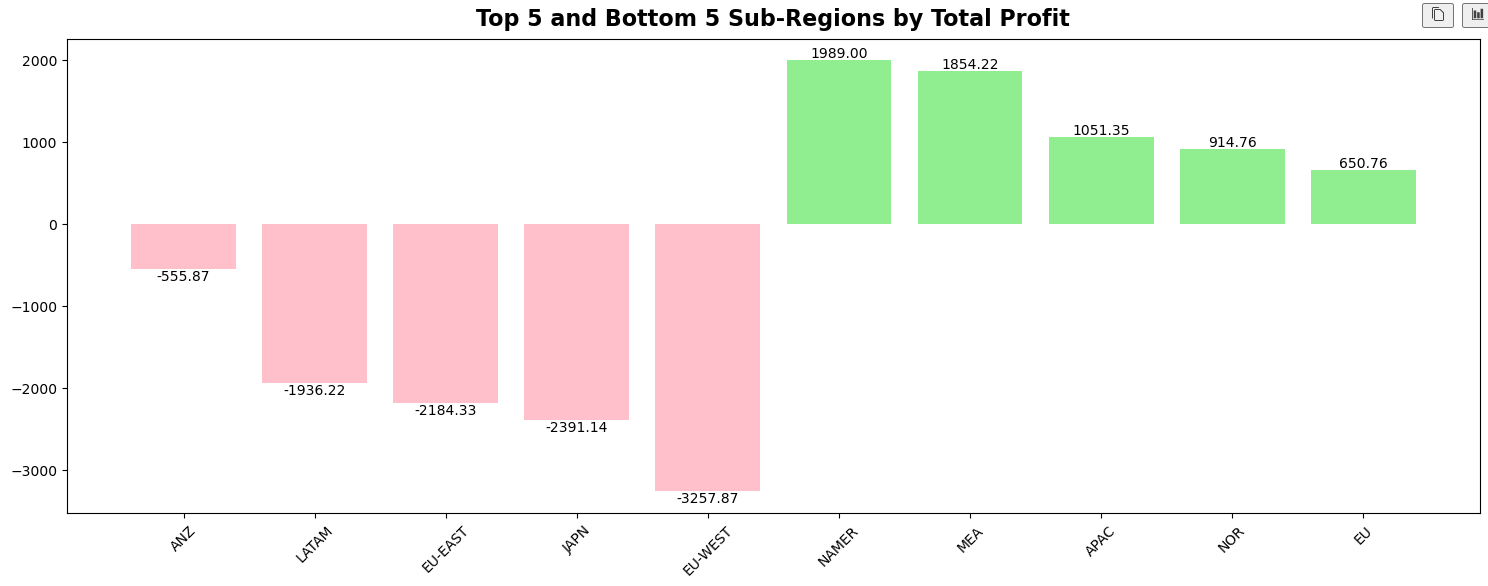 Top 5 and Bottom 5 Sub-Regions by Total Profit
2000
1000
0
−1000
−2000
−3000
-555.87
-1936.22
-2184.33
-2391.14
-3257.87
1989.00
1854.22
1051.35
914.76
650.76
ANZ
LATAM
EU-EAST
JAPN
EU-WEST
NAMER
MEA
APAC
NOR
EU